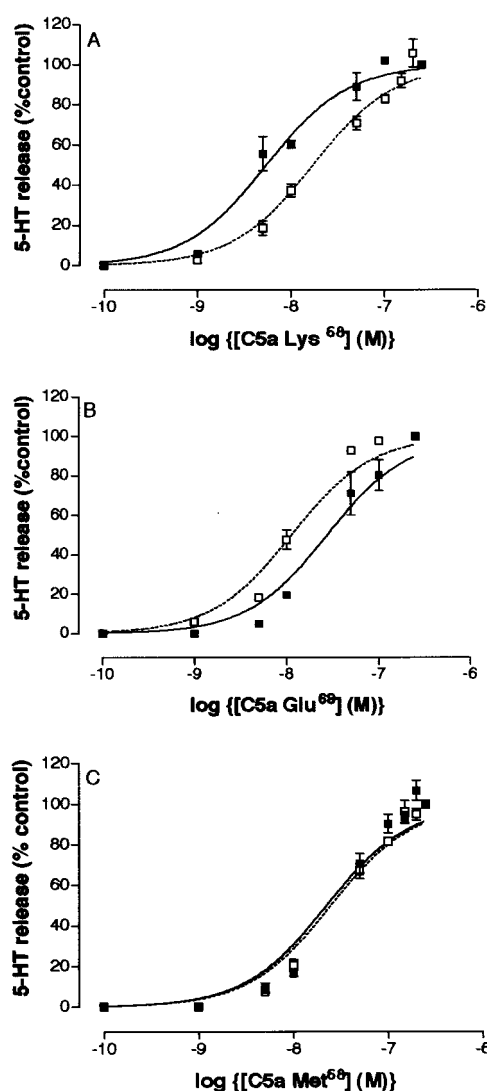 A
5-HT release (%control)
120
100
80
60
40
20
0
-10 -9 -8 -7 -6
log {[C5a Lys 68] (M)}
B
5-HT release (%control)
120
100
80
60
40
20
0
-10 -9 -8 -7 -6
log {[C5a Glu68] (M)}
C
5-HT release (% control)
120
100
80
60
40
20
0
-10 -9 -8 -7 -6
log {[C5a Met68] (M)}